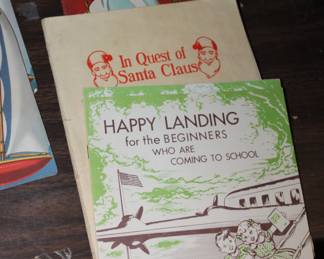 In Quest of
Santa Claus
HAPPY LANDING
for the BEGINNERS
WHO ARE
COMING TO SCHOOL